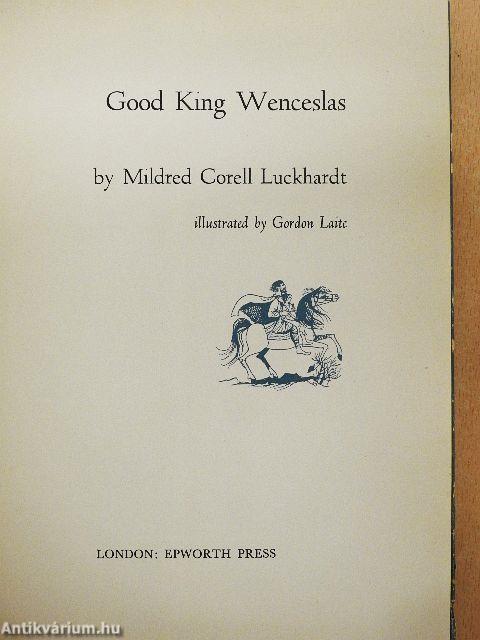 Good King Wenceslas
by Mildred Corell Luckhardt
illustrated by Gordon Laite
LONDON: EPWORTH PRESS
Antikvárium.hu